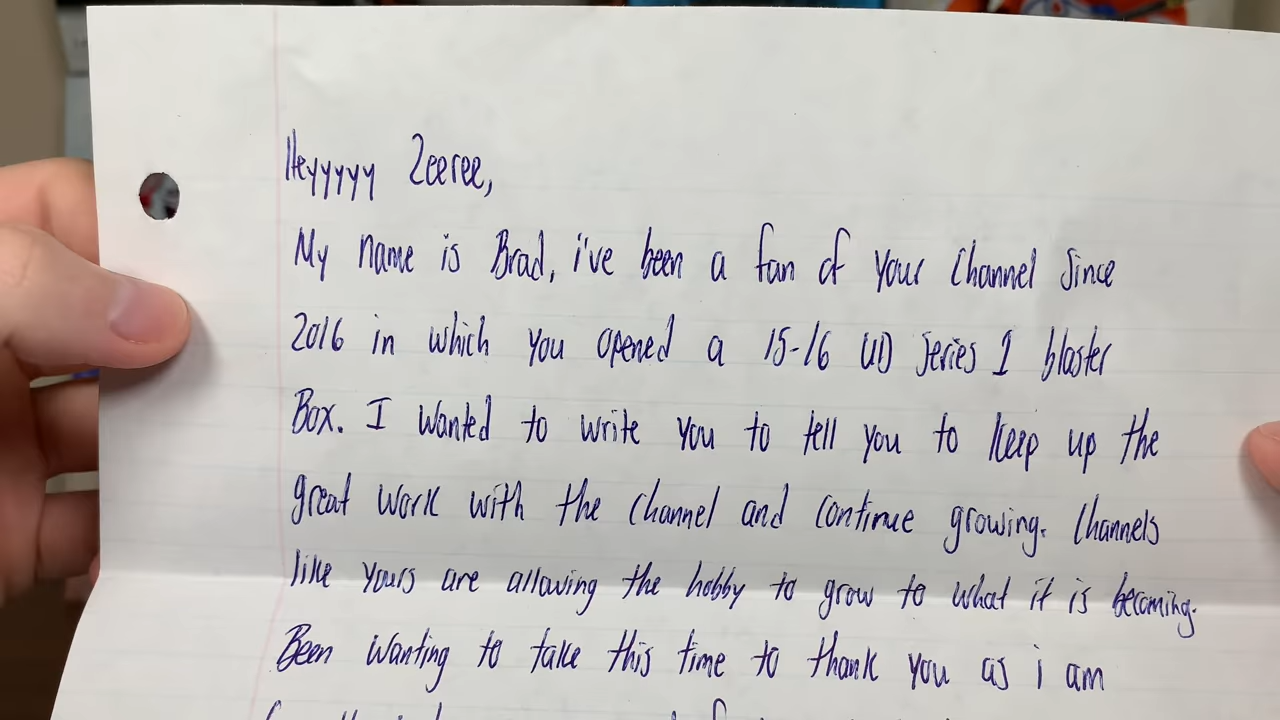 Heyyyyy Zeeree,
My name is Brad, i've been a fan of your Channel Since
2016 in which you opened a 15-16 UD Series 1 blaster
Box. I wanted to write you to tell you to keep up the
great work with the Channel and continue growing. Channels
like yours are allowing the hobby to grow to what it is becoming.
Been wanting to take this time to thank you as i am